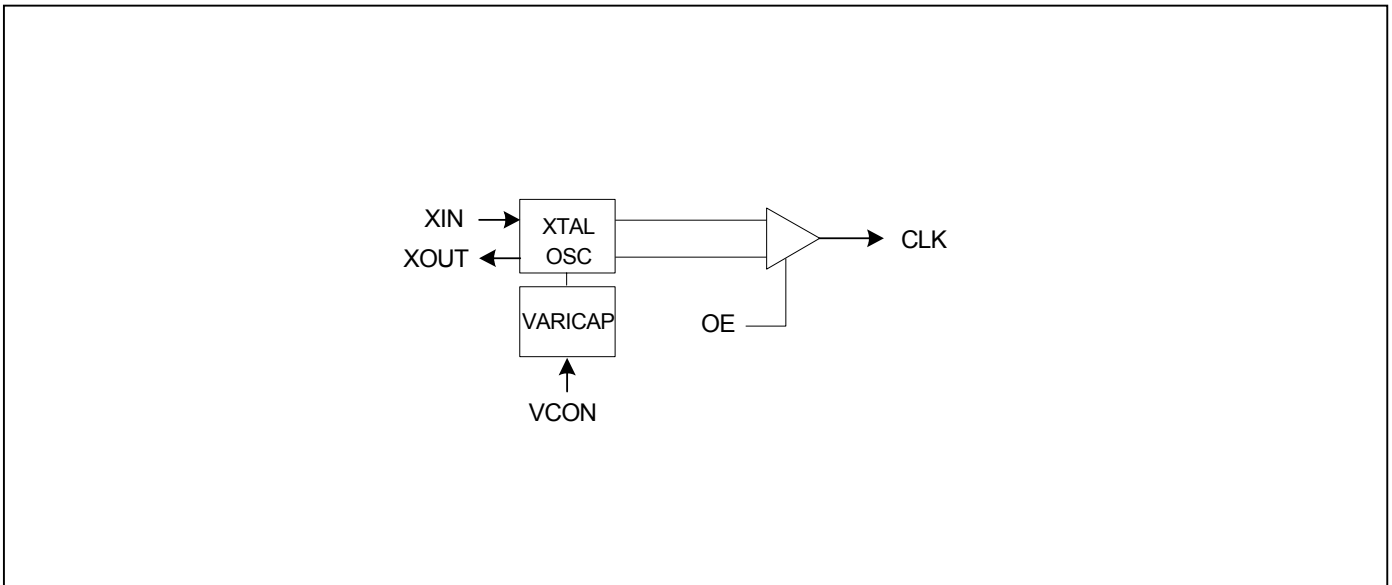 XIN
XTAL
OSC
CLK
XOUT
VARICAP
OE
VCON